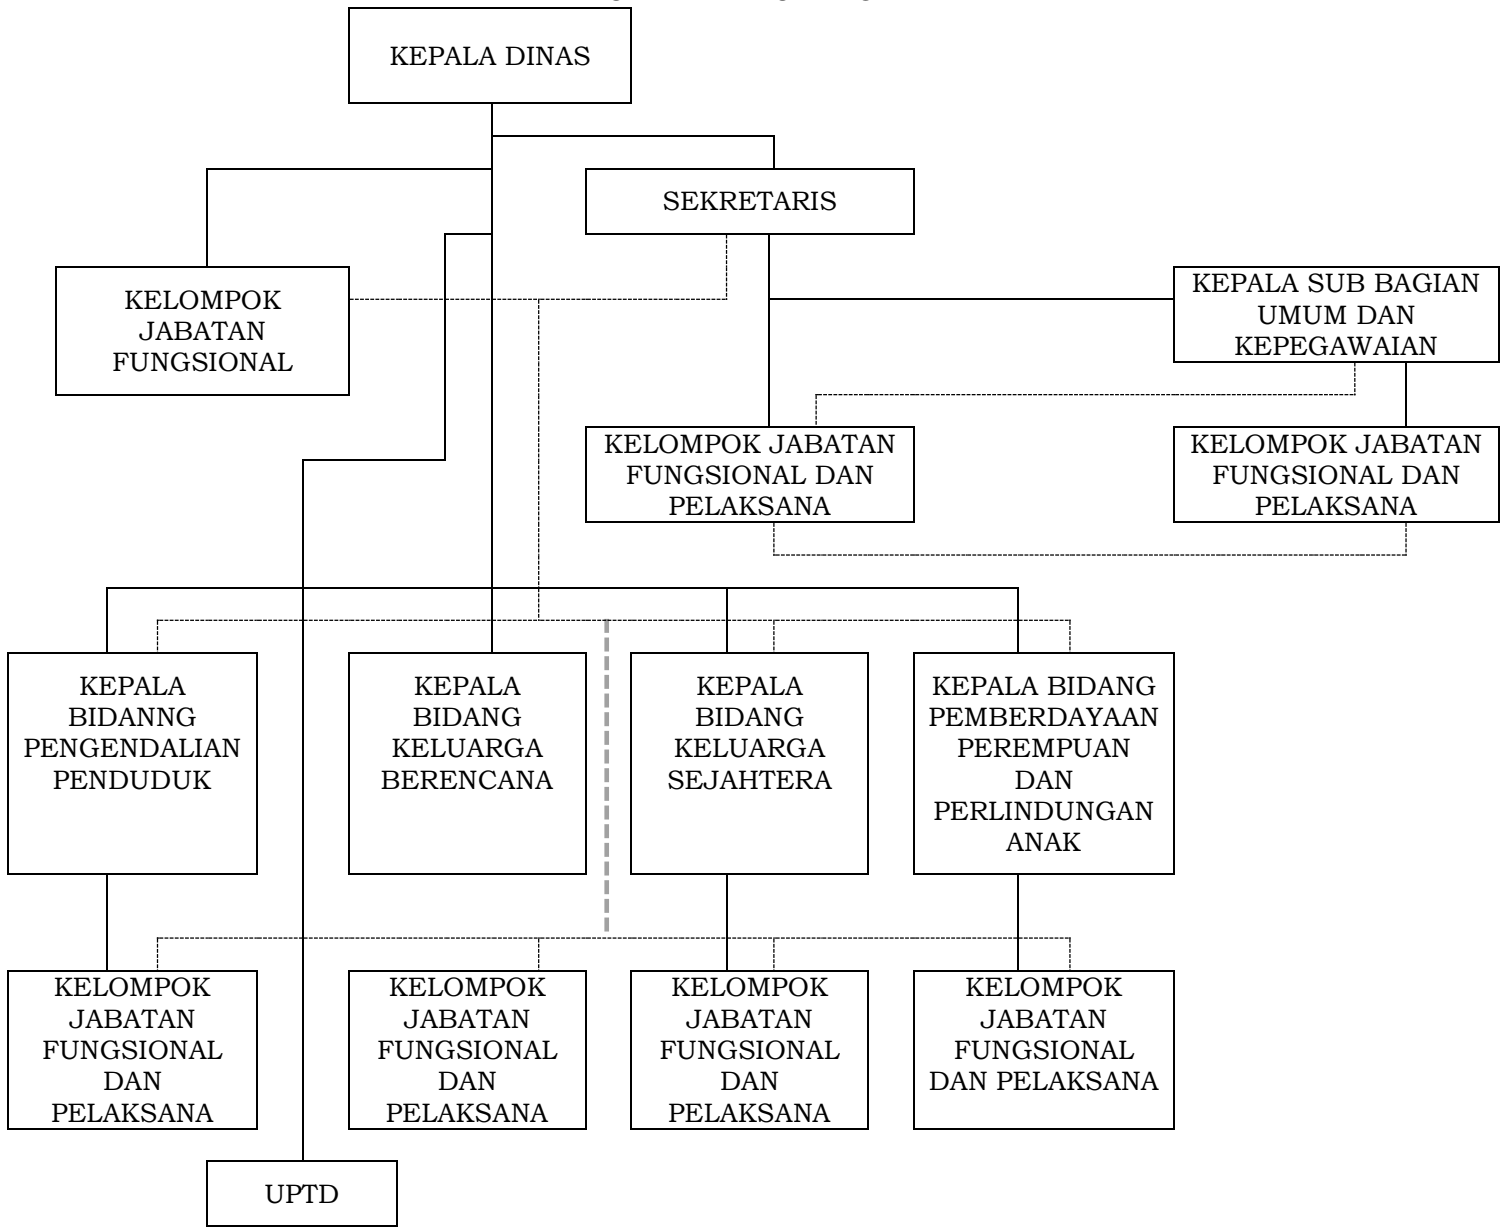 KEPALA DINAS
SEKRETARIS
KELOMPOK
JABATAN
FUNGSIONAL
KEPALA SUB BAGIAN
UMUM DAN
KEPEGAWAIAN
KELOMPOK JABATAN
FUNGSIONAL DAN
PELAKSANA
KELOMPOK JABATAN
FUNGSIONAL DAN
PELAKSANA
KEPALA
BIDANNG
PENGENDALIAN
PENDUDUK
KEPALA
BIDANG
KELUARGA
BERENCANA
KEPALA
BIDANG
KELUARGA
SEJAHTERA
KEPALA BIDANG
PEMBERDAYAAN
PEREMPUAN
DAN
PERLINDUNGAN
ANAK
KELOMPOK
JABATAN
FUNGSIONAL
DAN
PELAKSANA
KELOMPOK
JABATAN
FUNGSIONAL
DAN
PELAKSANA
KELOMPOK
JABATAN
FUNGSIONAL
DAN
PELAKSANA
KELOMPOK
JABATAN
FUNGSIONAL
DAN PELAKSANA
UPTD